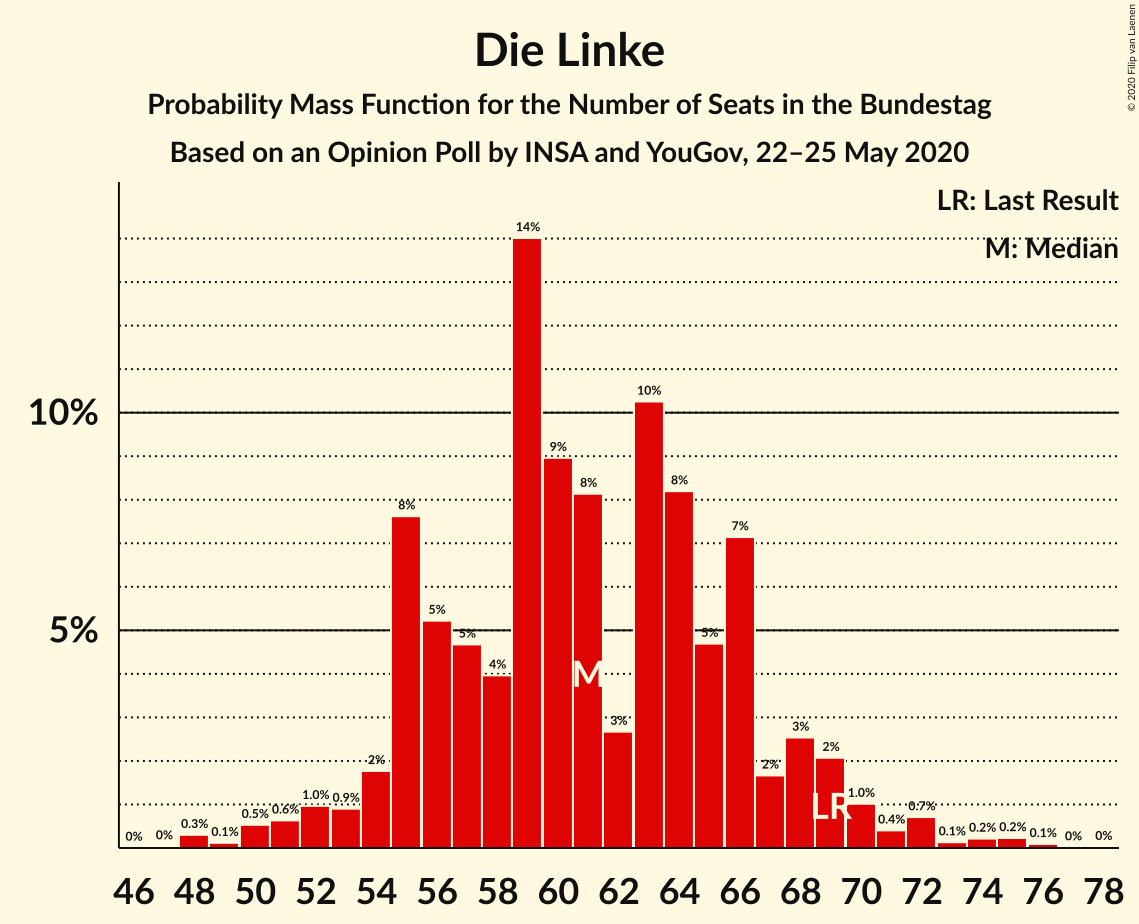 Die Linke
Probability Mass Function for the Number of Seats in the Bundestag
Based on an Opinion Poll by INSA and YouGov, 22–25 May 2020
© 2020 Filip van Laenen
LR: Last Result
M: Median
10%
5%
0% 0% 0.3% 0.1% 0.5% 0.6% 1.0% 0.9% 2% 8% 5% 5% 4% 14% 9% 8% 3% 10% 8% 5% 7% 2% 3% 2% 1.0% 0.4% 0.7% 0.1% 0.2% 0.2% 0.1% 0% 0%
M
LR
46 48 50 52 54 56 58 60 62 64 66 68 70 72 74 76 78